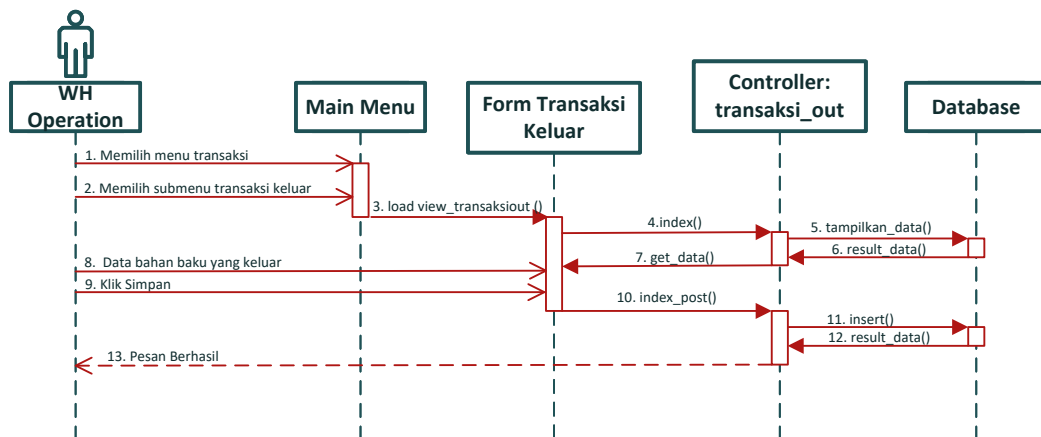 WH
Operation
Main Menu
Form Transaksi
Keluar
Controller:
transaksi_out
Database
1. Memilih menu transaksi
2. Memilih submenu transaksi keluar
3. load view_transaksiout ()
4.index()
5. tampilkan_data()
6. result_data()
7. get_data()
8. Data bahan baku yang keluar
9. Klik Simpan
10. index_post()
11. insert()
12. result_data()
13. Pesan Berhasil